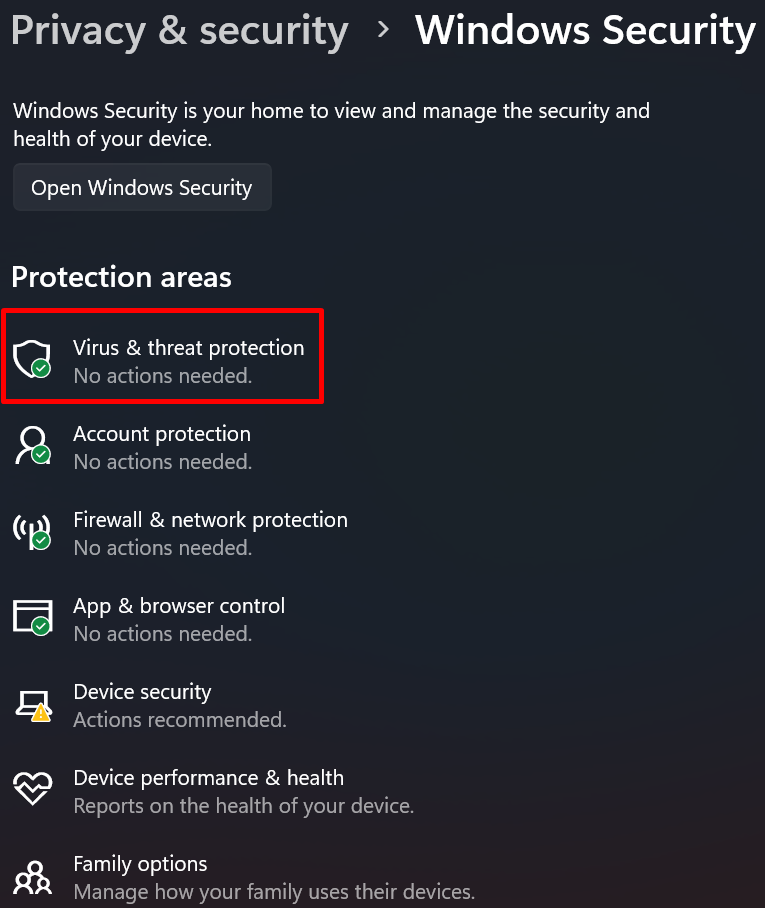 Privacy & security > Windows Security
Windows Security is your home to view and manage the security and
health of your device.
Open Windows Security
Protection areas
Virus & threat protection
No actions needed.
Account protection
No actions needed.
Firewall & network protection
No actions needed.
App & browser control
No actions needed.
Device security
Actions recommended.
Device performance & health
Reports on the health of your device.
Family options
Manage how your family uses their devices.